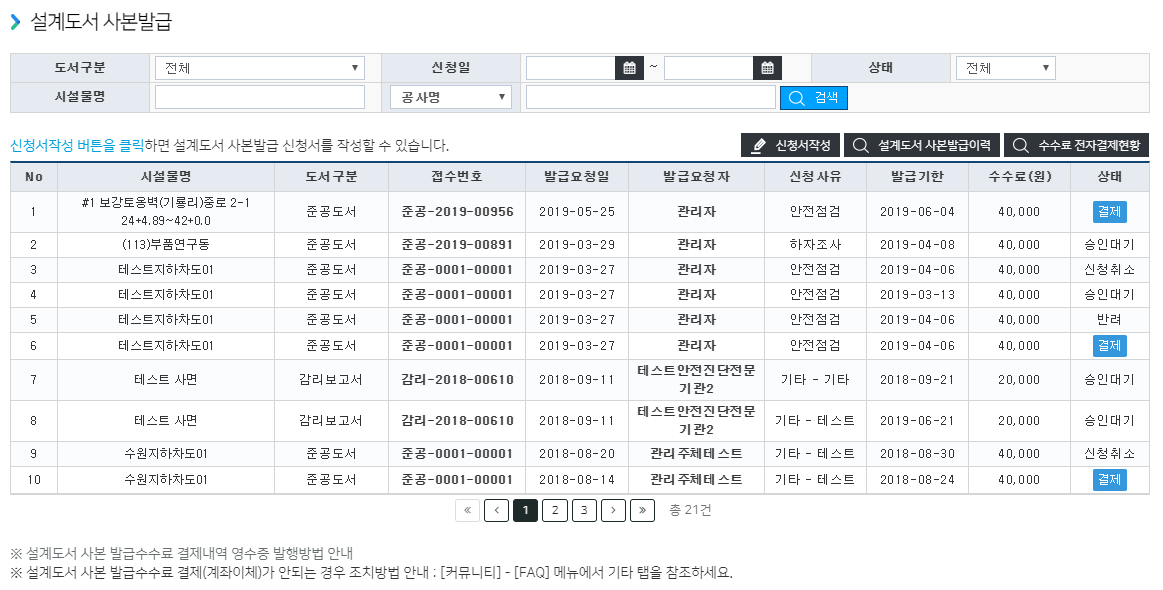 설계도서 사본발급
도서구분 전체 신청일 ~ 상태 전체
시설물명 공사명 검색
신청서작성 버튼을 클릭하면 설계도서 사본발급 신청서를 작성할 수 있습니다. 신청서작성 설계도서 사본발급이력 수수료 전자결제현황
No 시설물명 도서구분 접수번호 발급요청일 발급요청자 신청사유 발급기한 수수료(원) 상태
1 #1 보강토옹벽(기룡리)중로 2-1 24+4.89~42+0.0 준공도서 준공-2019-00956 2019-05-25 관리자 안전점검 2019-06-04 40,000 결제
2 (113)부품연구동 준공도서 준공-2019-00891 2019-03-29 관리자 하자조사 2019-04-08 40,000 승인대기
3 테스트지하차도01 준공도서 준공-0001-00001 2019-03-27 관리자 안전점검 2019-04-06 40,000 신청취소
4 테스트지하차도01 준공도서 준공-0001-00001 2019-03-27 관리자 안전점검 2019-03-13 40,000 승인대기
5 테스트지하차도01 준공도서 준공-0001-00001 2019-03-27 관리자 안전점검 2019-04-06 40,000 반려
6 테스트지하차도01 준공도서 준공-0001-00001 2019-03-27 관리자 안전점검 2019-04-06 40,000 결제
7 테스트 사면 감리보고서 감리-2018-00610 2018-09-11 테스트안전진단전문기관2 기타 - 기타 2018-09-21 20,000 승인대기
8 테스트 사면 감리보고서 감리-2018-00610 2018-09-11 테스트안전진단전문기관2 기타 - 테스트 2019-06-21 20,000 승인대기
9 수원지하차도01 준공도서 준공-0001-00001 2018-08-20 관리주체테스트 기타 - 테스트 2018-08-30 40,000 신청취소
10 수원지하차도01 준공도서 준공-0001-00001 2018-08-14 관리주체테스트 기타 - 테스트 2018-08-24 40,000 결제
« ‹ 1 2 3 › » 총 21건
※ 설계도서 사본 발급수수료 결제내역 영수증 발행방법 안내
※ 설계도서 사본 발급수수료 결제(계좌이체)가 안되는 경우 조치방법 안내 : [커뮤니티] - [FAQ] 메뉴에서 기타 탭을 참조하세요.